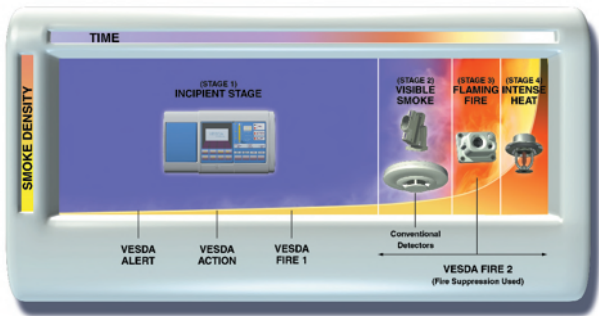 TIME
SMOKE DENSITY
(STAGE 1)
INCIPIENT STAGE
(STAGE 2)
VISIBLE
SMOKE
(STAGE 3)
FLAMING
FIRE
(STAGE 4)
INTENSE
HEAT
VESDA
ALERT
VESDA
ACTION
VESDA
FIRE 1
Conventional
Detectors
VESDA FIRE 2
(Fire Suppression Used)